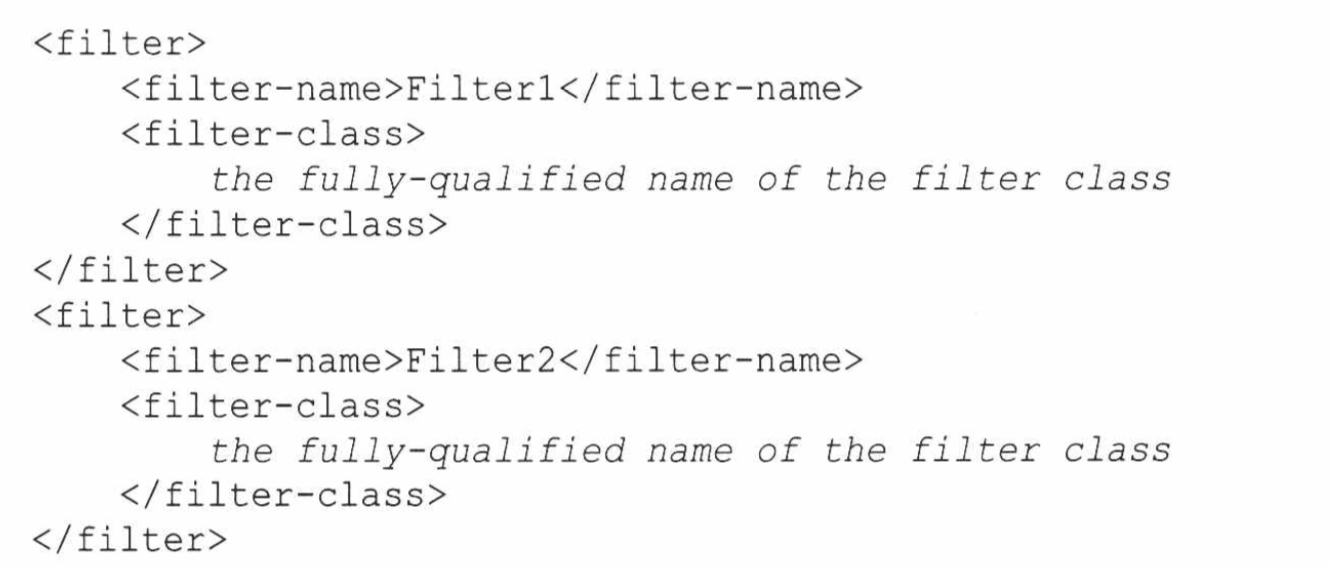 <filter>
    <filter-name>Filter1</filter-name>
    <filter-class>
        the fully-qualified name of the filter class
    </filter-class>
</filter>
<filter>
    <filter-name>Filter2</filter-name>
    <filter-class>
        the fully-qualified name of the filter class
    </filter-class>
</filter>